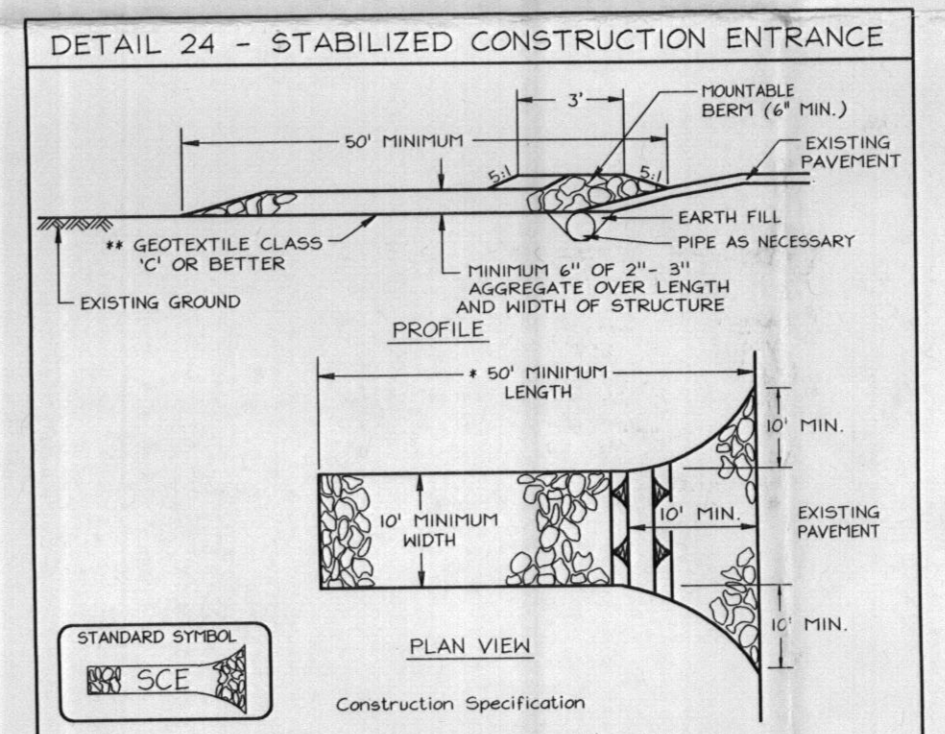 DETAIL 24 - STABILIZED CONSTRUCTION ENTRANCE
3'
MOUNTABLE
BERM (6" MIN.)
50' MINIMUM
EXISTING
PAVEMENT
5:1
5:1
EARTH FILL
** GEOTEXTILE CLASS
'C' OR BETTER
PIPE AS NECESSARY
MINIMUM 6" OF 2"- 3"
AGGREGATE OVER LENGTH
AND WIDTH OF STRUCTURE
EXISTING GROUND
PROFILE
* 50' MINIMUM
LENGTH
10' MIN.
10' MINIMUM
WIDTH
10' MIN.
EXISTING
PAVEMENT
10' MIN.
STANDARD SYMBOL
SCE
PLAN VIEW
Construction Specification